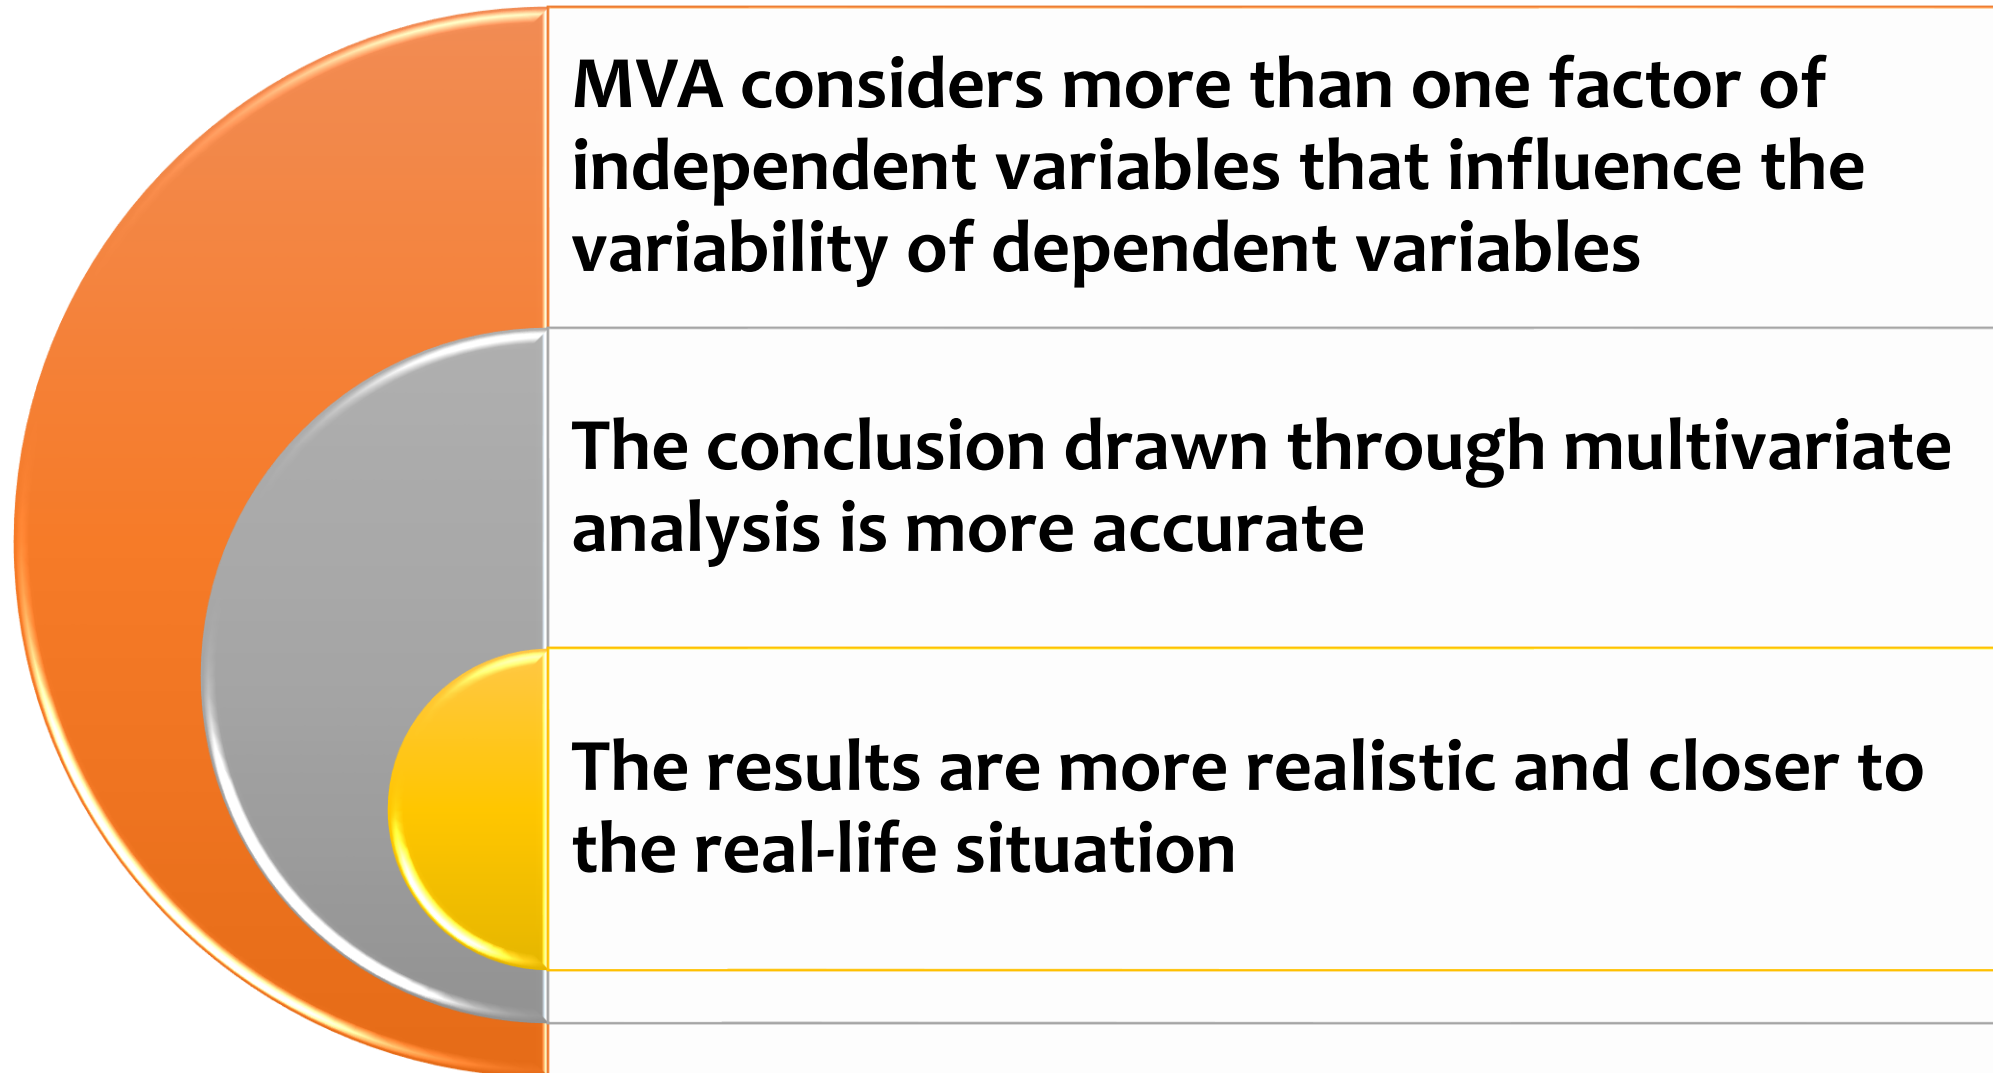 MVA considers more than one factor of
independent variables that influence the
variability of dependent variables
The conclusion drawn through multivariate
analysis is more accurate
The results are more realistic and closer to
the real-life situation